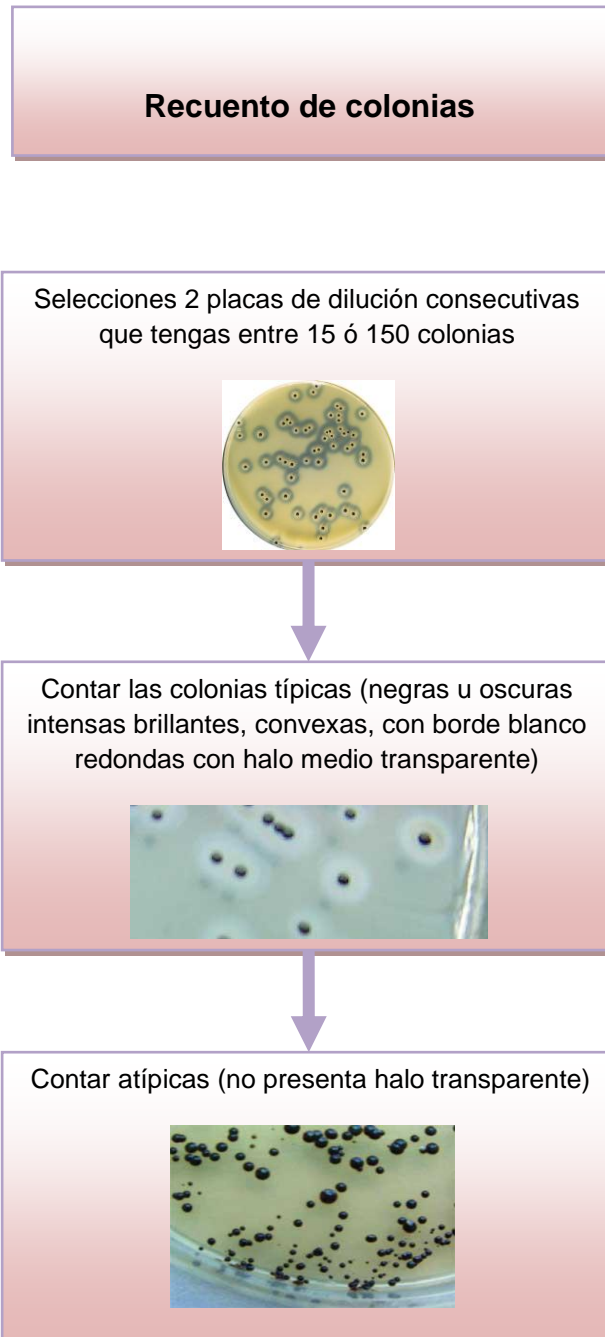 Recuento de colonias
Selecciones 2 placas de dilución consecutivas
que tengas entre 15 ó 150 colonias
Contar las colonias típicas (negras u oscuras
intensas brillantes, convexas, con borde blanco
redondas con halo medio transparente)
Contar atípicas (no presenta halo transparente)